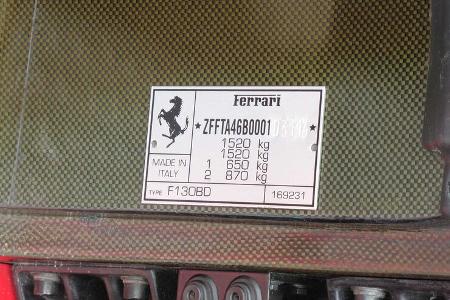 Ferrari
★ZFFTA46B0001
1520 kg
1520 kg
MADE IN
ITALY
1 650 kg
2 870 kg
TYPE F130BD
169231